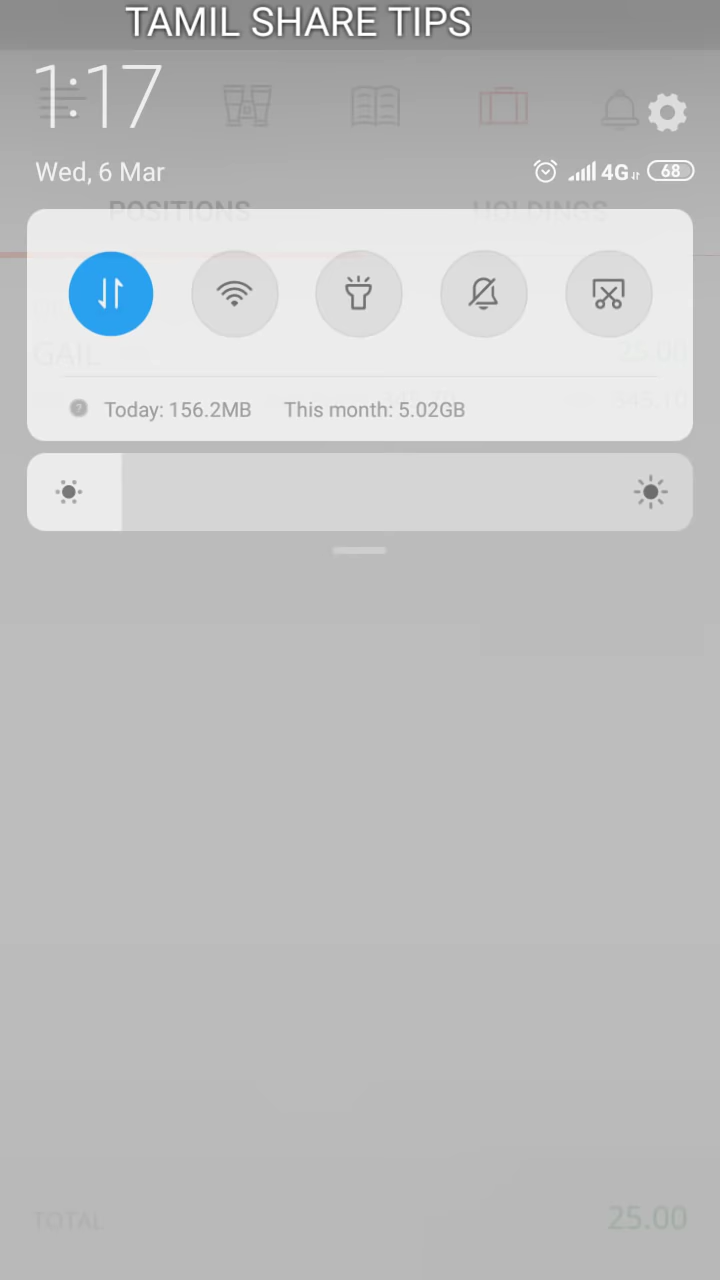 TAMIL SHARE TIPS
1:17
Wed, 6 Mar
4G 68
POSITIONS HOLDINGS
GAIL 25.00
Today: 156.2MB This month: 5.02GB
TOTAL 25.00